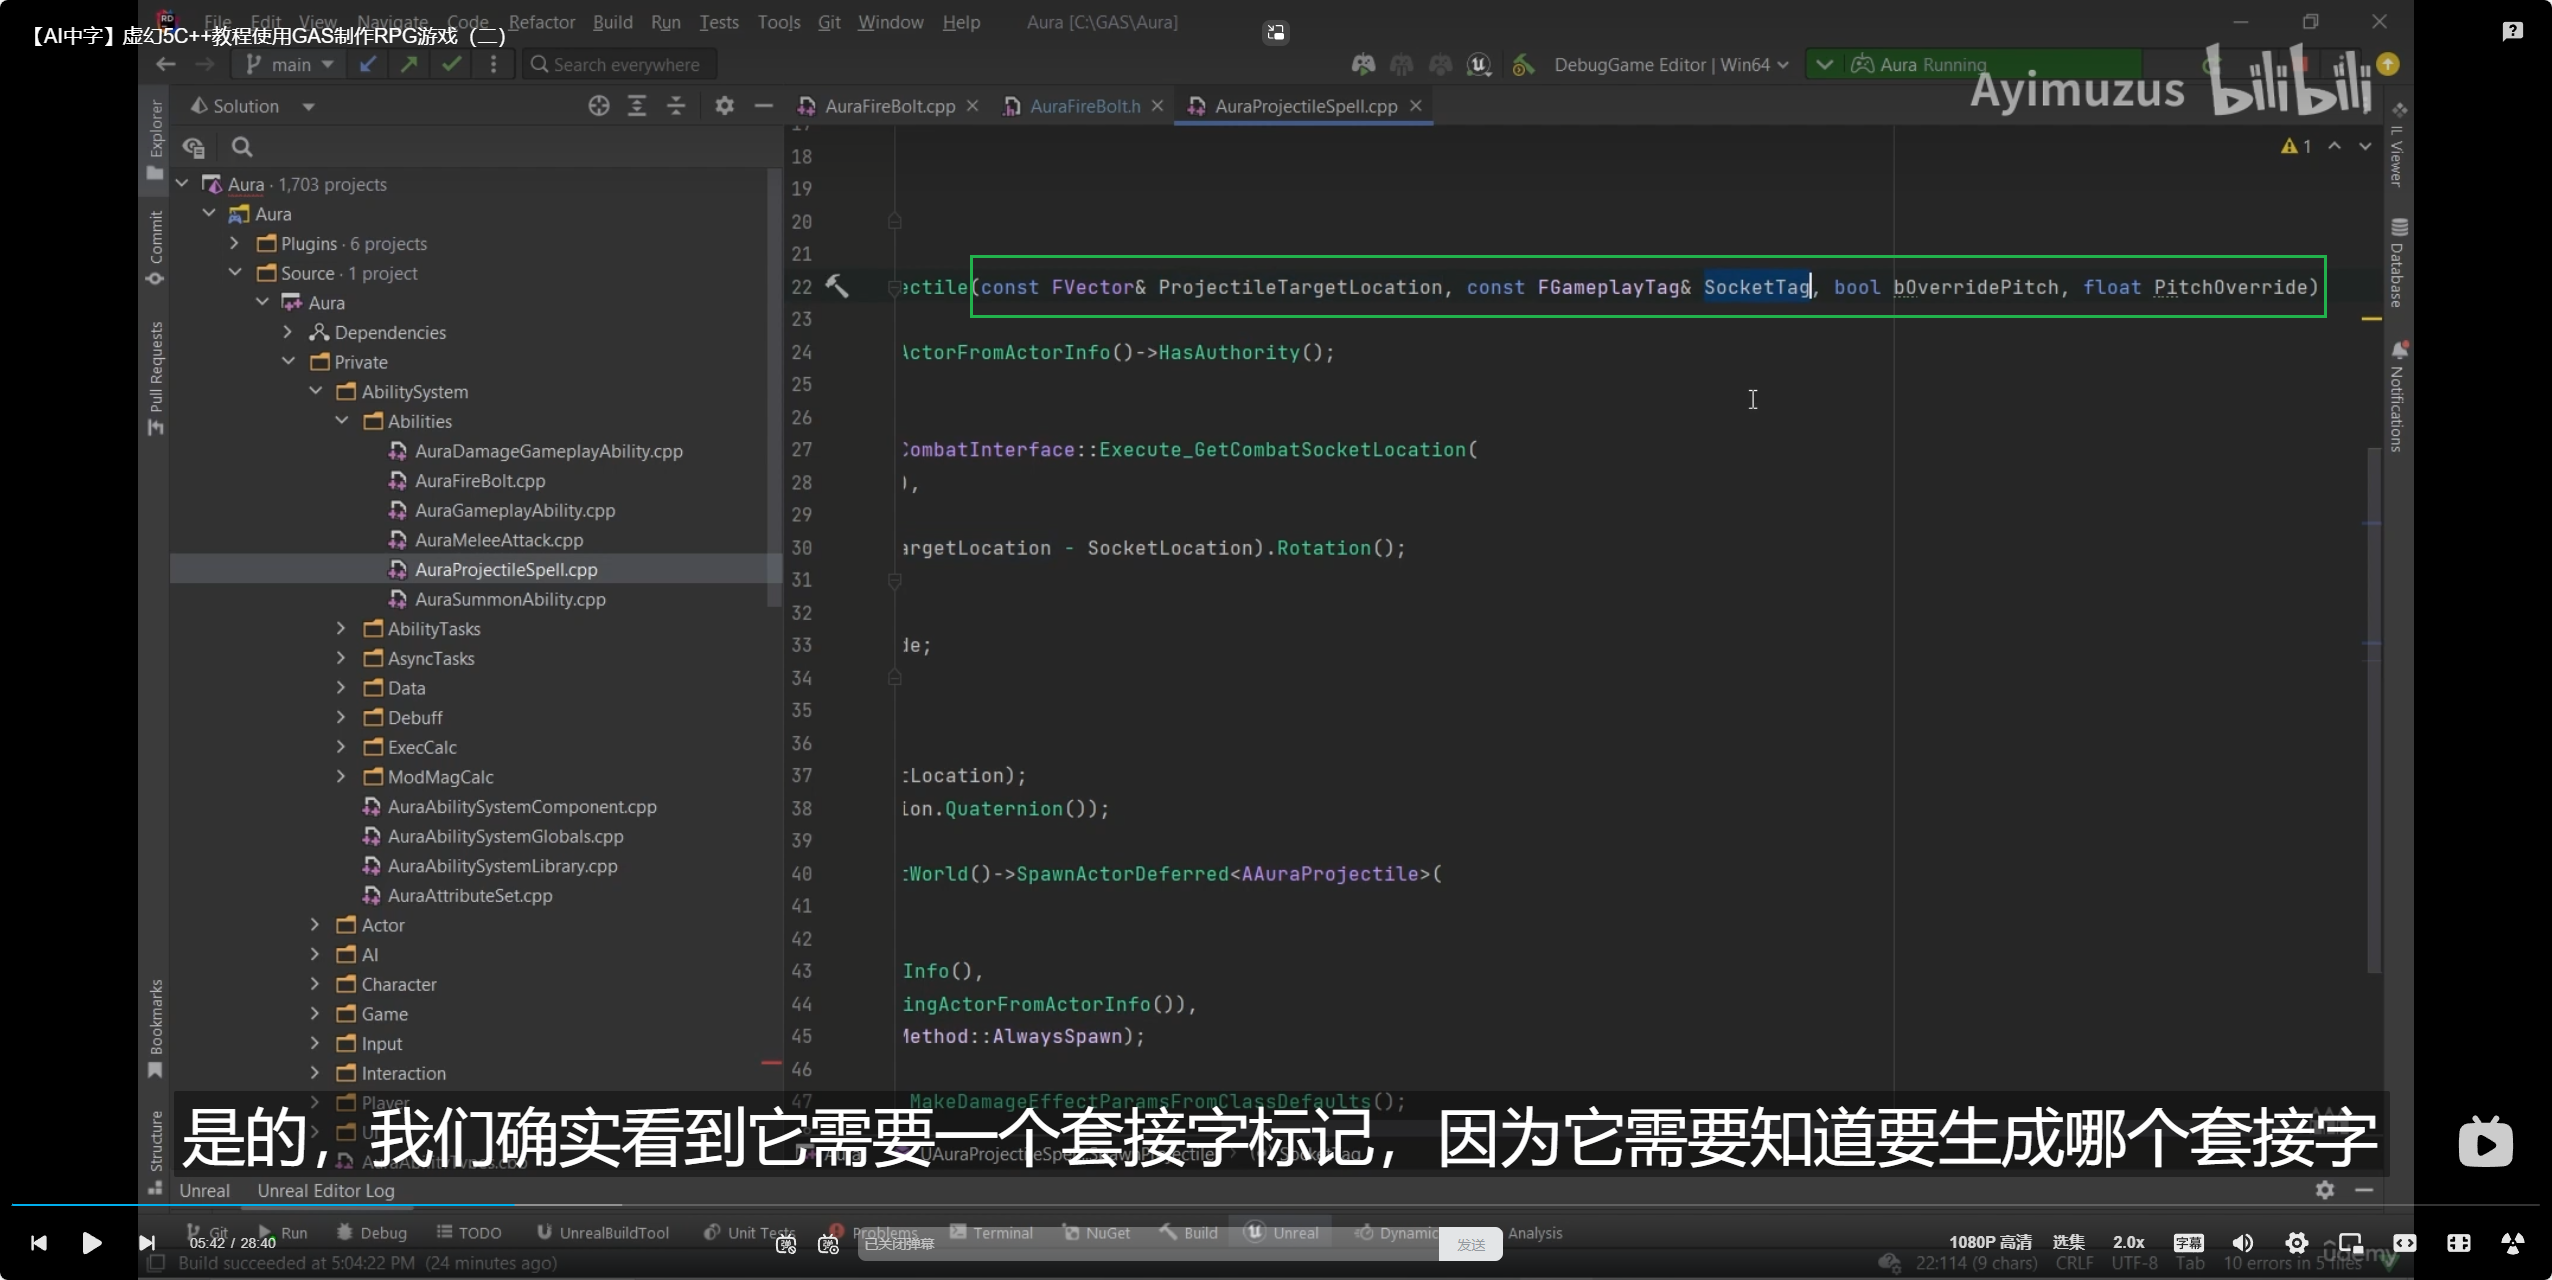 【AI中字】虚幻5C++教程使用GAS制作RPG游戏（二）
File Edit View Navigate Code Refactor Build Run Tests Tools Git Window Help Aura [C:\GAS\Aura]
main Search everywhere DebugGame Editor | Win64 Aura Running
Ayimuzus bilibili
Solution AuraFireBolt.cpp AuraFireBolt.h AuraProjectileSpell.cpp
Explorer
Commit
Pull Requests
Bookmarks
Structure
IL Viewer
Database
Notifications
1
Aura · 1,703 projects
Aura
Plugins · 6 projects
Source · 1 project
Aura
Dependencies
Private
AbilitySystem
Abilities
AuraDamageGameplayAbility.cpp
AuraFireBolt.cpp
AuraGameplayAbility.cpp
AuraMeleeAttack.cpp
AuraProjectileSpell.cpp
AuraSummonAbility.cpp
AbilityTasks
AsyncTasks
Data
Debuff
ExecCalc
ModMagCalc
AuraAbilitySystemComponent.cpp
AuraAbilitySystemGlobals.cpp
AuraAbilitySystemLibrary.cpp
AuraAttributeSet.cpp
Actor
AI
Character
Game
Input
Interaction
Player
UI
AuraAbilityTypes.cpp
17
18
19
20
21
22 ectile(const FVector& ProjectileTargetLocation, const FGameplayTag& SocketTag, bool bOverridePitch, float PitchOverride)
23
24 ActorFromActorInfo()->HasAuthority();
25
26
27 CombatInterface::Execute_GetCombatSocketLocation(
28 ),
29
30 argetLocation - SocketLocation).Rotation();
31
32
33 de;
34
35
36
37 tLocation);
38 ion.Quaternion());
39
40 tWorld()->SpawnActorDeferred<AAuraProjectile>(
41
42
43 Info(),
44 ingActorFromActorInfo()),
45 Method::AlwaysSpawn);
46
47 MakeDamageEffectParamsFromClassDefaults();
是的，我们确实看到它需要一个套接字标记，因为它需要知道要生成哪个套接字
Unreal Unreal Editor Log
Git Run Debug TODO UnrealBuildTool Unit Tests Problems Terminal NuGet Build Unreal Dynamic Analysis
05:42 / 28:40 已关闭弹幕 发送 1080P 高清 选集 2.0x 字幕
Build succeeded at 5:04:22 PM (24 minutes ago) 22:114 (9 chars) CRLF UTF-8 Tab 10 errors in 5 files
udemy